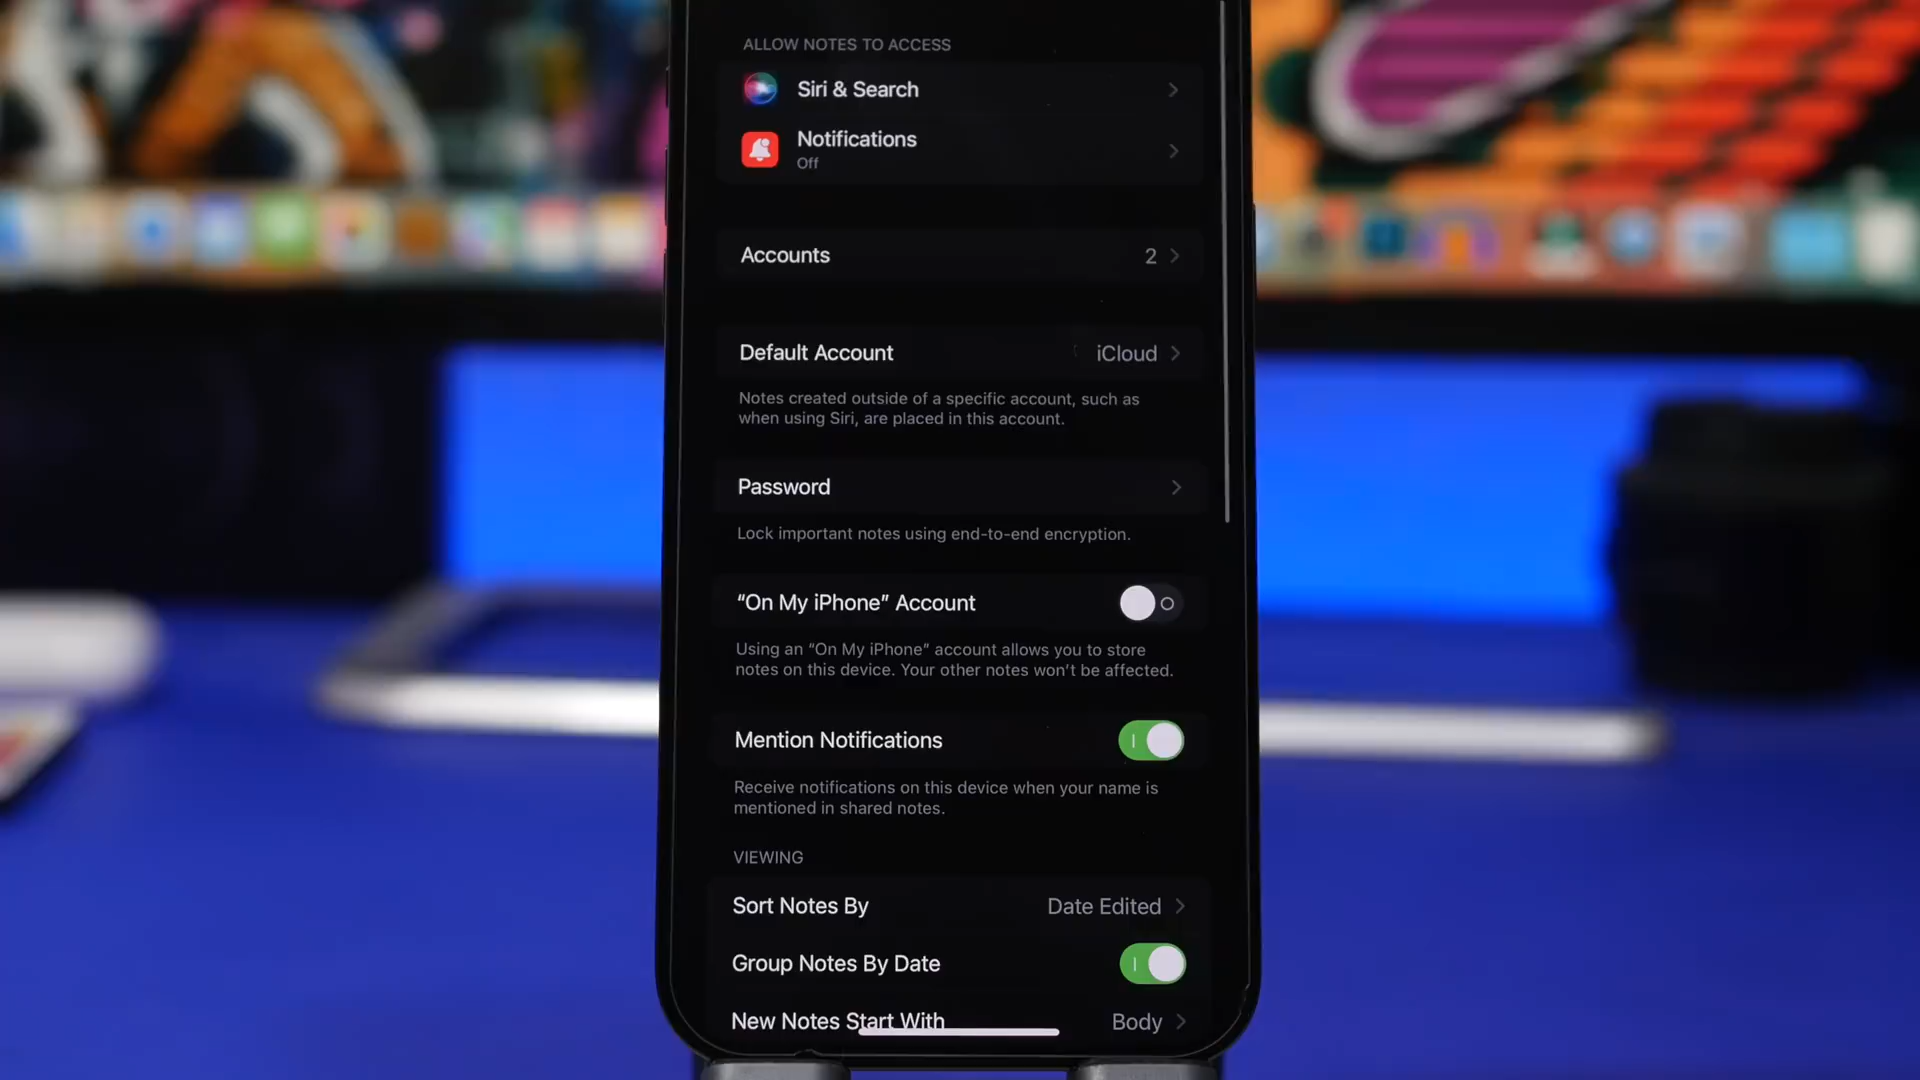 ALLOW NOTES TO ACCESS
Siri & Search
Notifications
Off
Accounts 2
Default Account iCloud
Notes created outside of a specific account, such as
when using Siri, are placed in this account.
Password
Lock important notes using end-to-end encryption.
“On My iPhone” Account
Using an “On My iPhone” account allows you to store
notes on this device. Your other notes won’t be affected.
Mention Notifications
Receive notifications on this device when your name is
mentioned in shared notes.
VIEWING
Sort Notes By Date Edited
Group Notes By Date
New Notes Start With Body